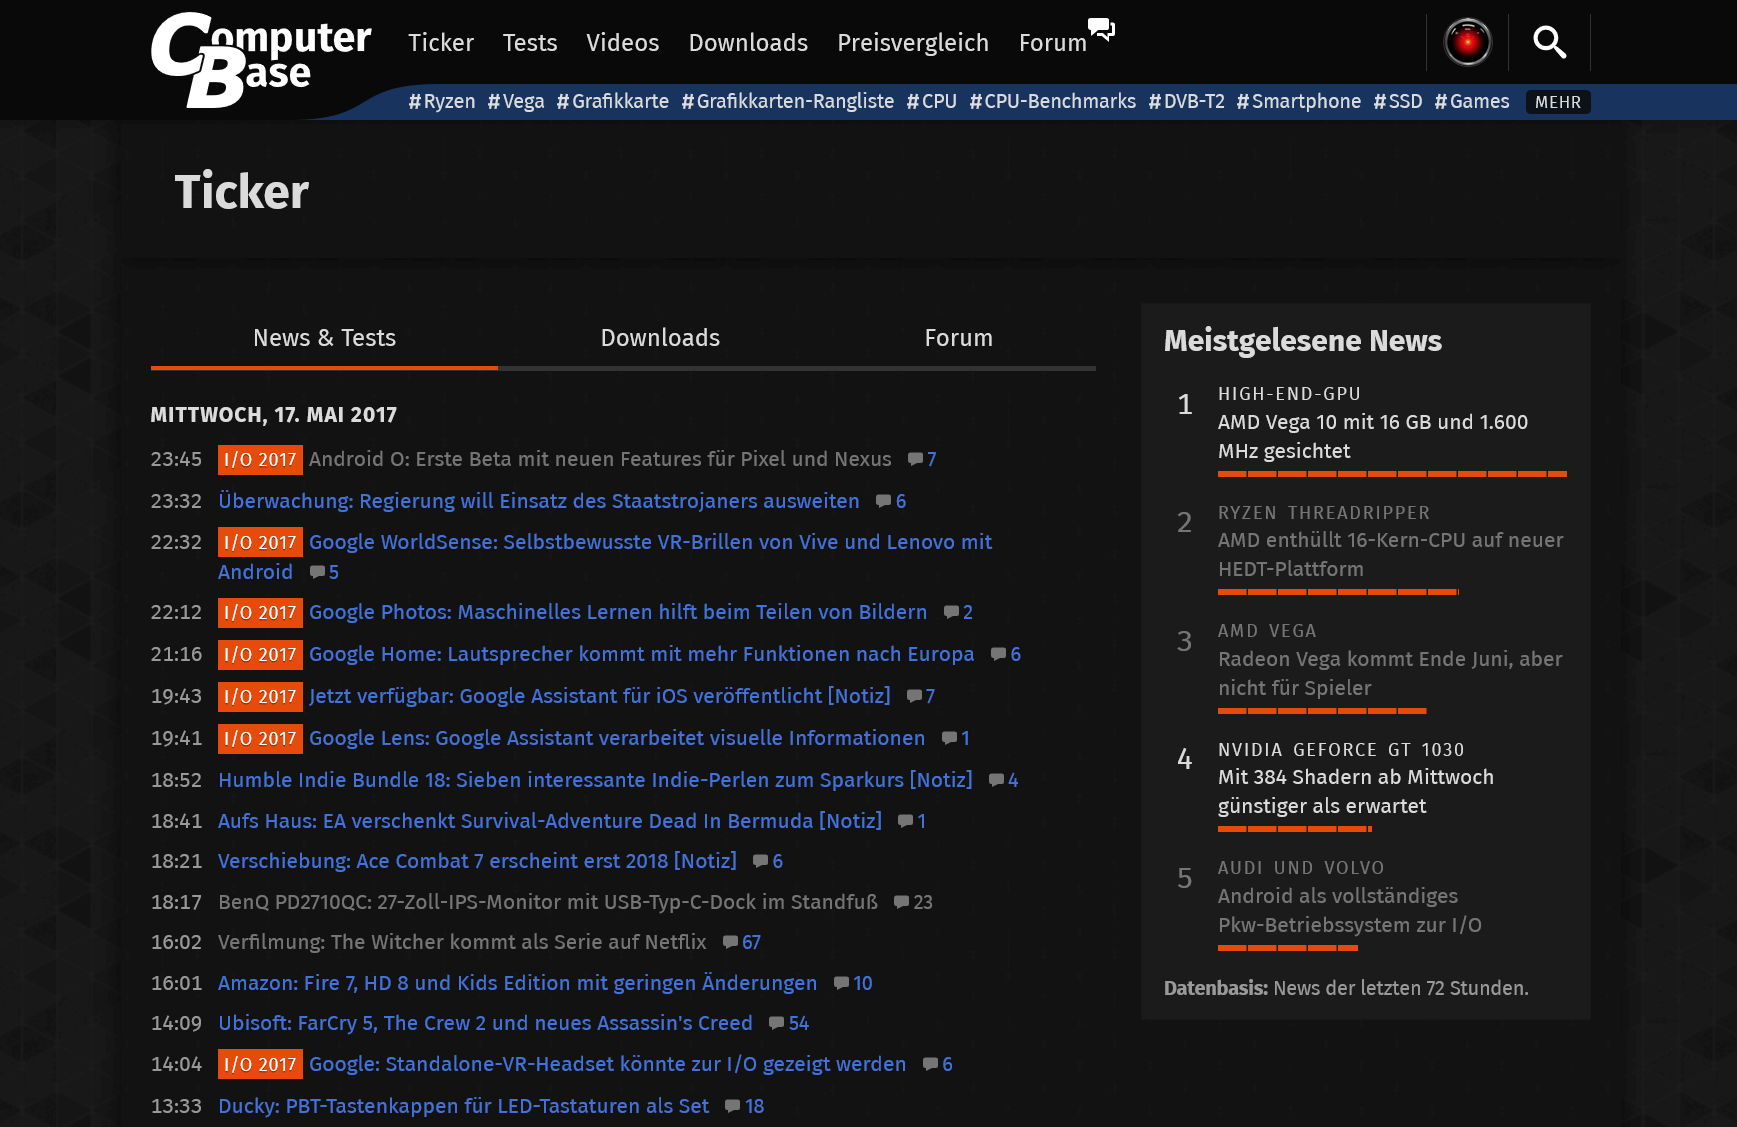 Computer Base
Ticker Tests Videos Downloads Preisvergleich Forum
#Ryzen #Vega #Grafikkarte #Grafikkarten-Rangliste #CPU #CPU-Benchmarks #DVB-T2 #Smartphone #SSD #Games MEHR
Ticker
News & Tests Downloads Forum
MITTWOCH, 17. MAI 2017
23:45 I/O 2017 Android O: Erste Beta mit neuen Features für Pixel und Nexus 7
23:32 Überwachung: Regierung will Einsatz des Staatstrojaners ausweiten 6
22:32 I/O 2017 Google WorldSense: Selbstbewusste VR-Brillen von Vive und Lenovo mit
Android 5
22:12 I/O 2017 Google Photos: Maschinelles Lernen hilft beim Teilen von Bildern 2
21:16 I/O 2017 Google Home: Lautsprecher kommt mit mehr Funktionen nach Europa 6
19:43 I/O 2017 Jetzt verfügbar: Google Assistant für iOS veröffentlicht [Notiz] 7
19:41 I/O 2017 Google Lens: Google Assistant verarbeitet visuelle Informationen 1
18:52 Humble Indie Bundle 18: Sieben interessante Indie-Perlen zum Sparkurs [Notiz] 4
18:41 Aufs Haus: EA verschenkt Survival-Adventure Dead In Bermuda [Notiz] 1
18:21 Verschiebung: Ace Combat 7 erscheint erst 2018 [Notiz] 6
18:17 BenQ PD2710QC: 27-Zoll-IPS-Monitor mit USB-Typ-C-Dock im Standfuß 23
16:02 Verfilmung: The Witcher kommt als Serie auf Netflix 67
16:01 Amazon: Fire 7, HD 8 und Kids Edition mit geringen Änderungen 10
14:09 Ubisoft: FarCry 5, The Crew 2 und neues Assassin's Creed 54
14:04 I/O 2017 Google: Standalone-VR-Headset könnte zur I/O gezeigt werden 6
13:33 Ducky: PBT-Tastenkappen für LED-Tastaturen als Set 18
Meistgelesene News
1 HIGH-END-GPU
AMD Vega 10 mit 16 GB und 1.600
MHz gesichtet
2 RYZEN THREADRIPPER
AMD enthüllt 16-Kern-CPU auf neuer
HEDT-Plattform
3 AMD VEGA
Radeon Vega kommt Ende Juni, aber
nicht für Spieler
4 NVIDIA GEFORCE GT 1030
Mit 384 Shadern ab Mittwoch
günstiger als erwartet
5 AUDI UND VOLVO
Android als vollständiges
Pkw-Betriebssystem zur I/O
Datenbasis: News der letzten 72 Stunden.